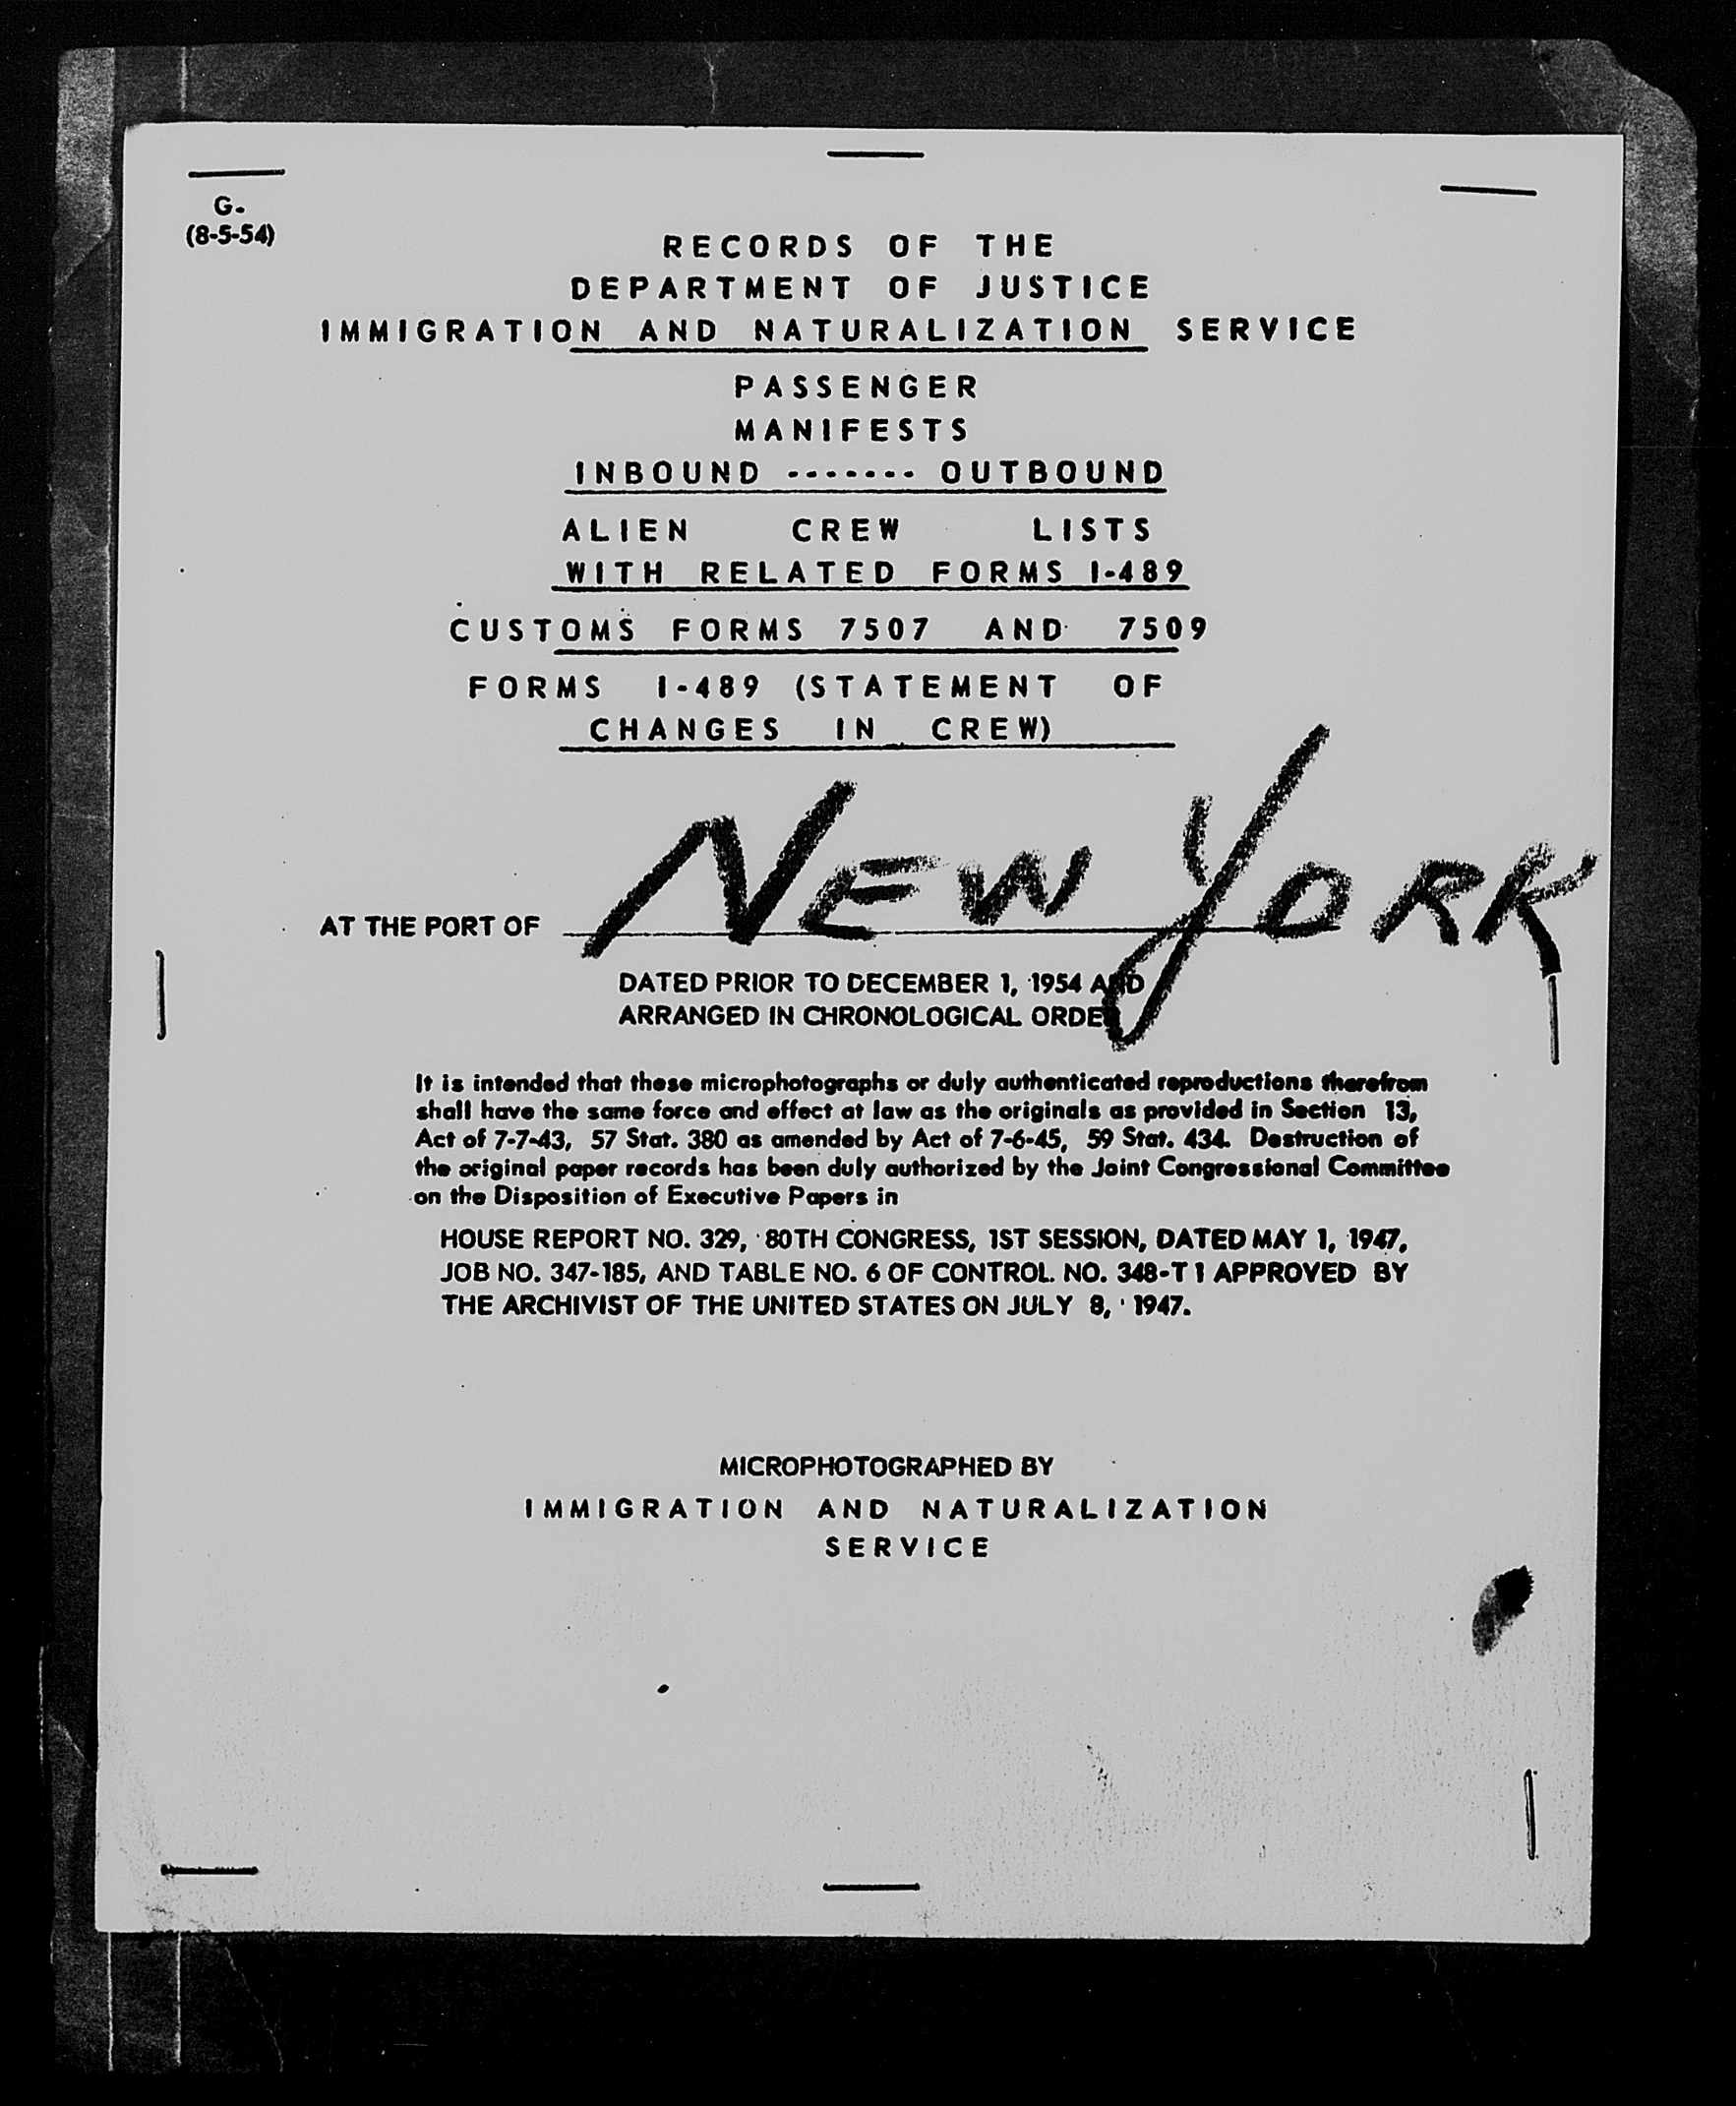 G.
(8-5-54)
RECORDS OF THE
DEPARTMENT OF JUSTICE
IMMIGRATION AND NATURALIZATION SERVICE
PASSENGER
MANIFESTS
INBOUND ------- OUTBOUND
ALIEN CREW LISTS
WITH RELATED FORMS I-489
CUSTOMS FORMS 7507 AND 7509
FORMS I-489 (STATEMENT OF
CHANGES IN CREW)
AT THE PORT OF NEW YORK
DATED PRIOR TO DECEMBER 1, 1954 AND
ARRANGED IN CHRONOLOGICAL ORDER
It is intended that these microphotographs or duly authenticated reproductions therefrom
shall have the same force and effect at law as the originals as provided in Section 13,
Act of 7-7-43, 57 Stat. 380 as amended by Act of 7-6-45, 59 Stat. 434. Destruction of
the original paper records has been duly authorized by the Joint Congressional Committee
on the Disposition of Executive Papers in
HOUSE REPORT NO. 329, 80TH CONGRESS, 1ST SESSION, DATED MAY 1, 1947,
JOB NO. 347-185, AND TABLE NO. 6 OF CONTROL NO. 348-T1 APPROVED BY
THE ARCHIVIST OF THE UNITED STATES ON JULY 8, 1947.
MICROPHOTOGRAPHED BY
IMMIGRATION AND NATURALIZATION
SERVICE